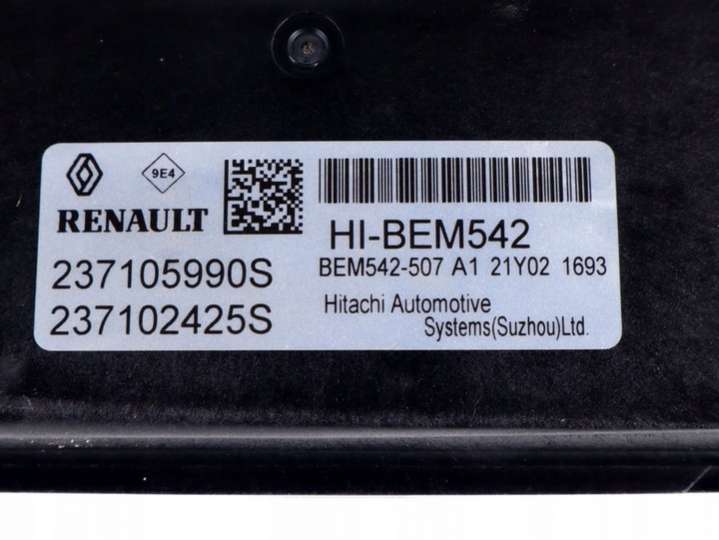 9E4
RENAULT
237105990S
237102425S
HI-BEM542
BEM542-507 A1 21Y02 1693
Hitachi Automotive
Systems(Suzhou)Ltd.